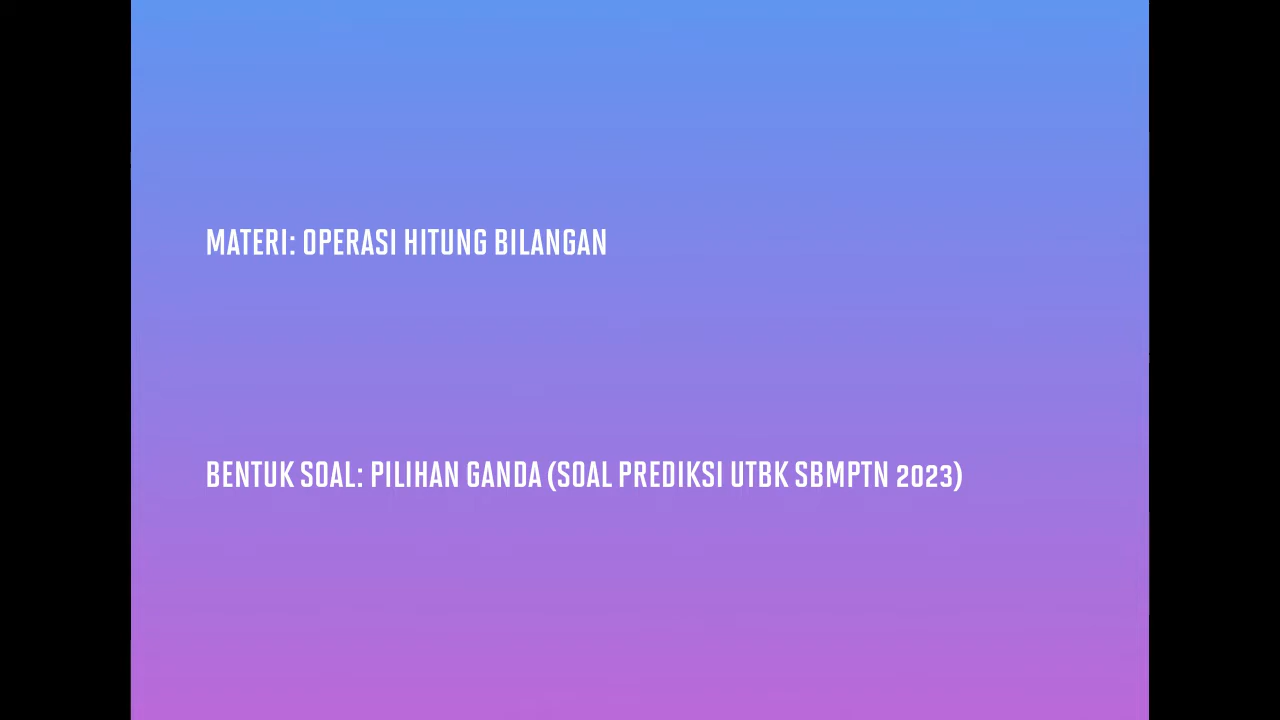 MATERI: OPERASI HITUNG BILANGAN
BENTUK SOAL: PILIHAN GANDA (SOAL PREDIKSI UTBK SBMPTN 2023)